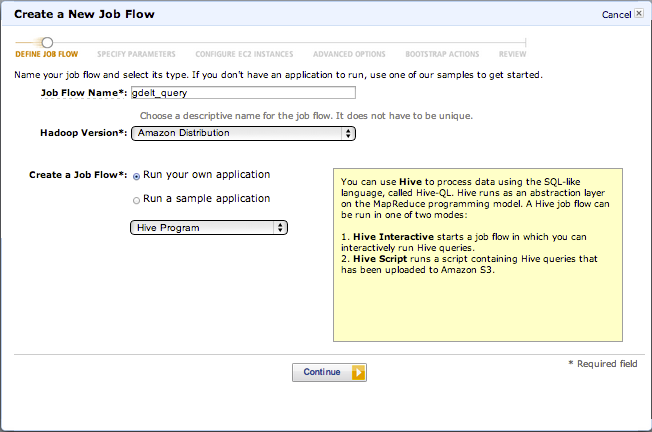 Create a New Job Flow
Cancel
DEFINE JOB FLOW SPECIFY PARAMETERS CONFIGURE EC2 INSTANCES ADVANCED OPTIONS BOOTSTRAP ACTIONS REVIEW
Name your job flow and select its type. If you don't have an application to run, use one of our samples to get started.
Job Flow Name*: gdelt_query
Choose a descriptive name for the job flow. It does not have to be unique.
Hadoop Version*: Amazon Distribution
Create a Job Flow*: Run your own application
Run a sample application
Hive Program
You can use Hive to process data using the SQL-like
language, called Hive-QL. Hive runs as an abstraction layer
on the MapReduce programming model. A Hive job flow can
be run in one of two modes:
1. Hive Interactive starts a job flow in which you can
interactively run Hive queries.
2. Hive Script runs a script containing Hive queries that
has been uploaded to Amazon S3.
* Required field
Continue